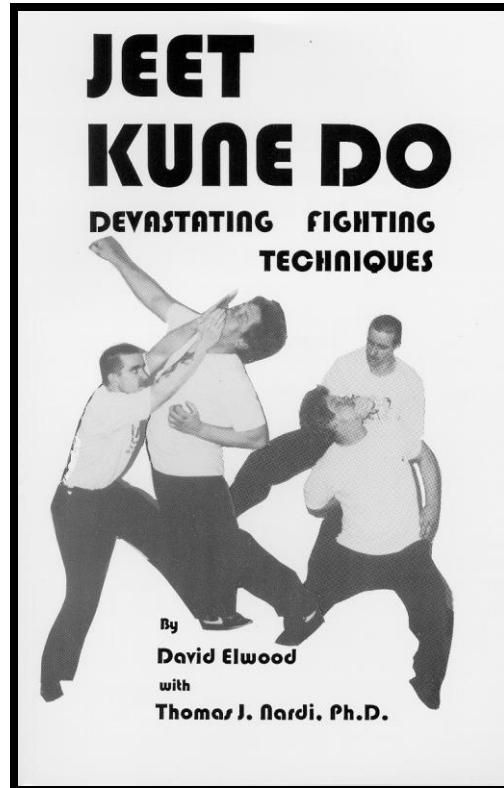 JEET
KUNE DO
DEVASTATING FIGHTING
TECHNIQUES
By
David Elwood
with
Thomas J. Nardi, Ph.D.